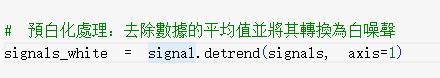 #  預白化處理：去除數據的平均值並將其轉換為白噪聲
signals_white  =  signal.detrend(signals,  axis=1)